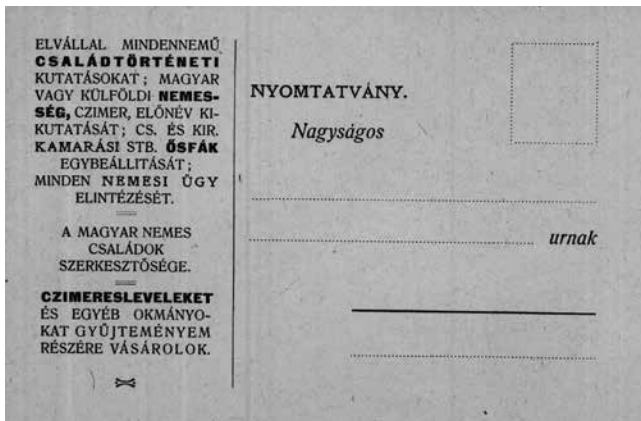 ELVÁLLAL MINDENNEMŰ
CSALÁDTÖRTÉNETI
KUTATÁSOKAT; MAGYAR
VAGY KÜLFÖLDI NEMES-
SÉG, CZIMER, ELŐNÉV KI-
KUTATÁSÁT; CS. ÉS KIR.
KAMARÁSI STB. ŐSFÁK
EGYBEÁLLITÁSÁT;
MINDEN NEMESI ÜGY
ELINTÉZÉSÉT.
A MAGYAR NEMES
CSALÁDOK
SZERKESZTŐSÉGE.
CZIMERESLEVELEKET
ÉS EGYÉB OKMÁNYO-
KAT GYŰJTEMÉNYEM
RÉSZÉRE VÁSÁROLOK.
NYOMTATVÁNY.
Nagyságos
urnak